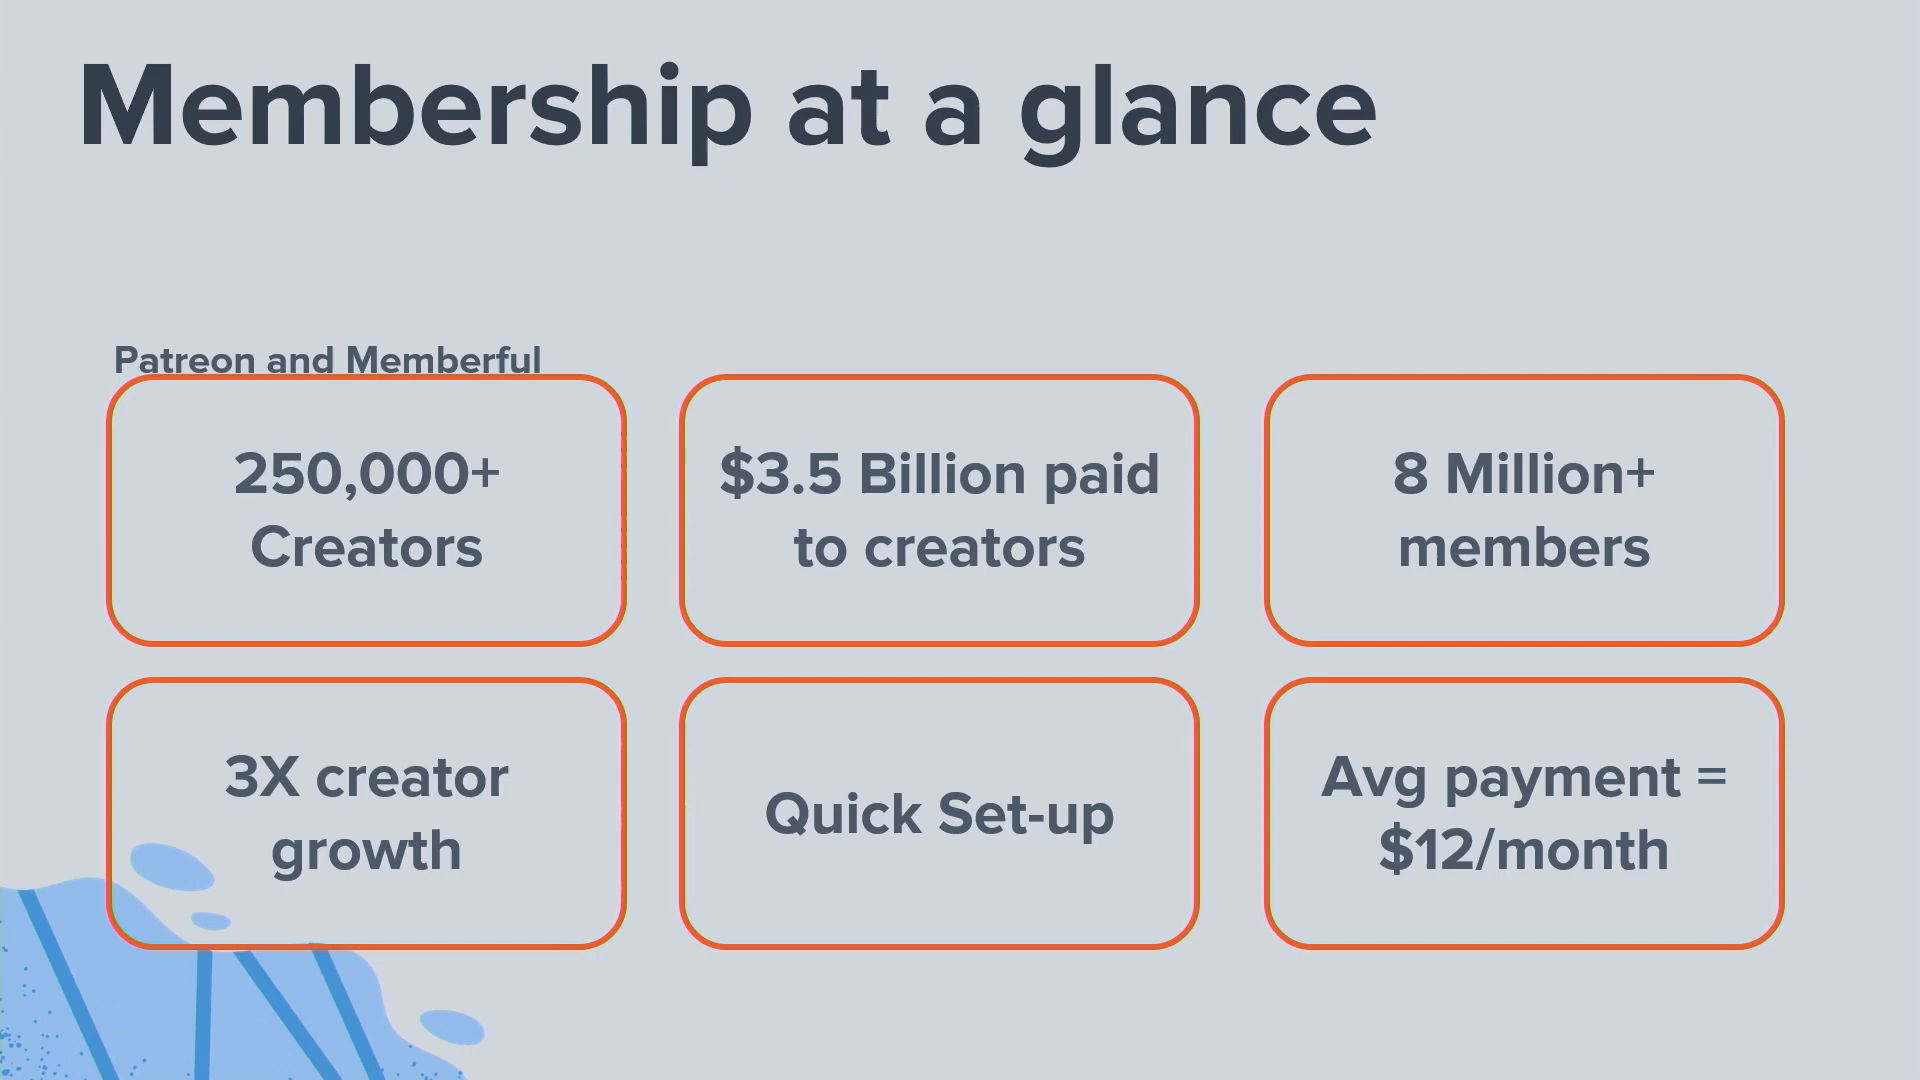 Membership at a glance
Patreon and Memberful
250,000+
Creators
$3.5 Billion paid
to creators
8 Million+
members
3X creator
growth
Quick Set-up
Avg payment =
$12/month